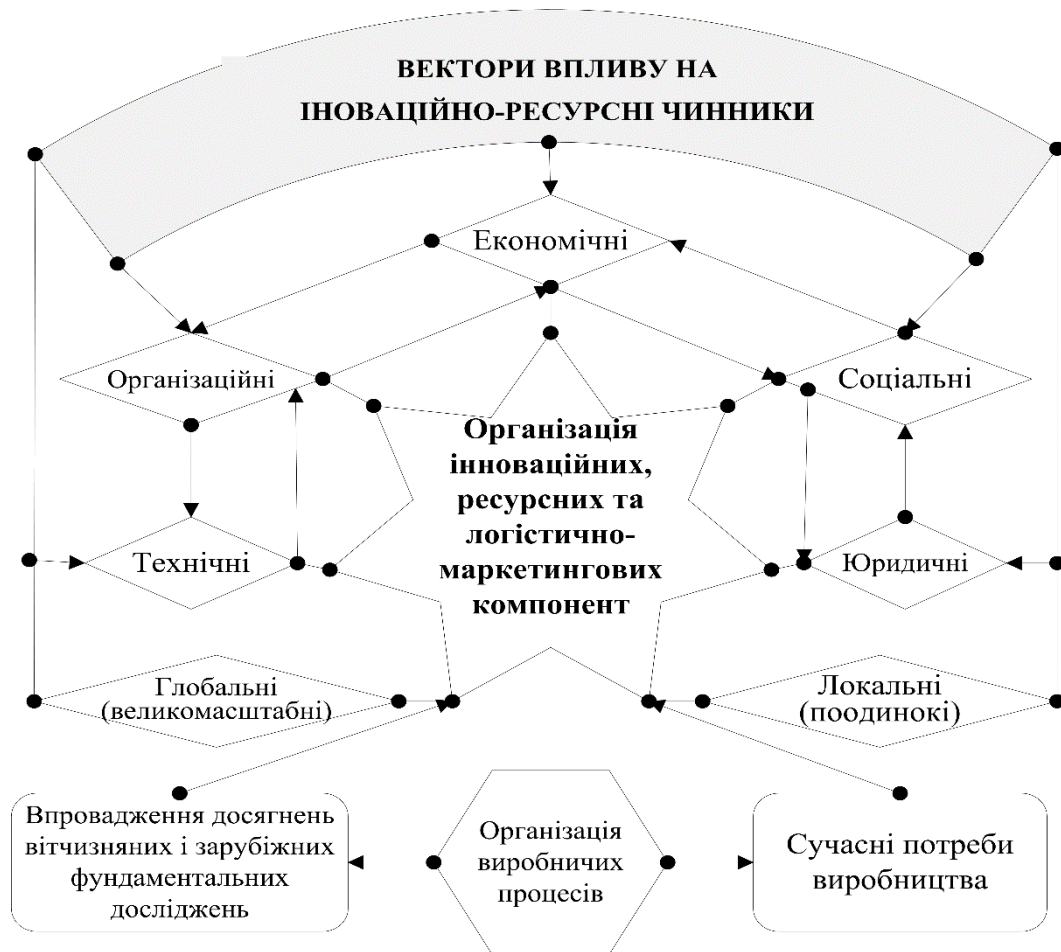 ВЕКТОРИ ВПЛИВУ НА
ІНОВАЦІЙНО-РЕСУРСНІ ЧИННИКИ
Економічні
Організаційні
Соціальні
Організація
інноваційних,
ресурсних та
логістично-
маркетингових
компонент
Технічні
Юридичні
Глобальні
(великомасштабні)
Локальні
(поодинокі)
Впровадження досягнень
вітчизняних і зарубіжних
фундаментальних
досліджень
Організація
виробничих
процесів
Сучасні потреби
виробництва